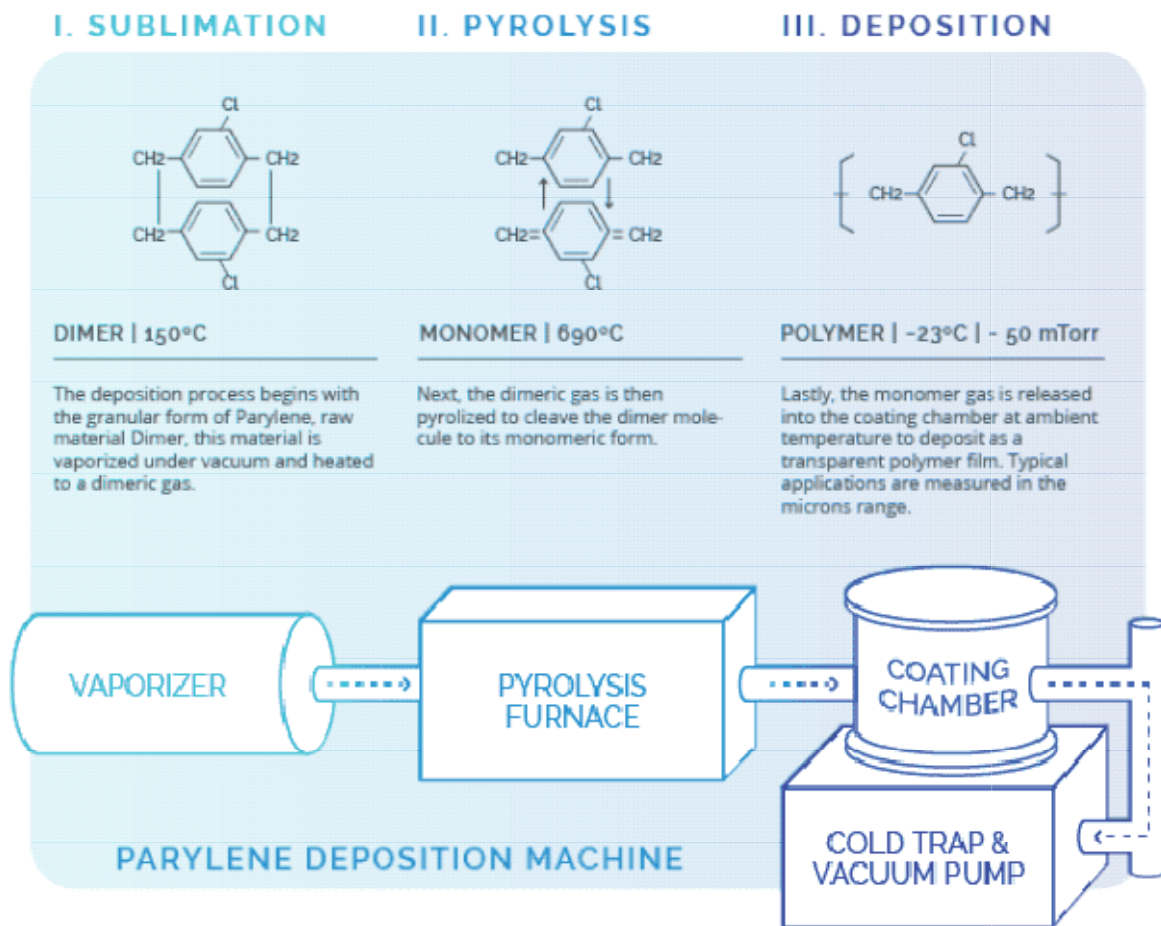 I. SUBLIMATION
II. PYROLYSIS
III. DEPOSITION
Cl
CH2 CH2
CH2 CH2
Cl
Cl
CH2 CH2
CH2= =CH2
Cl
Cl
CH2 CH2
DIMER | 150ºC
The deposition process begins with
the granular form of Parylene, raw
material Dimer, this material is
vaporized under vacuum and heated
to a dimeric gas.
MONOMER | 690ºC
Next, the dimeric gas is then
pyrolized to cleave the dimer mole-
cule to its monomeric form.
POLYMER | ~23ºC | ~ 50 mTorr
Lastly, the monomer gas is released
into the coating chamber at ambient
temperature to deposit as a
transparent polymer film. Typical
applications are measured in the
microns range.
VAPORIZER
PYROLYSIS
FURNACE
COATING
CHAMBER
COLD TRAP &
VACUUM PUMP
PARYLENE DEPOSITION MACHINE